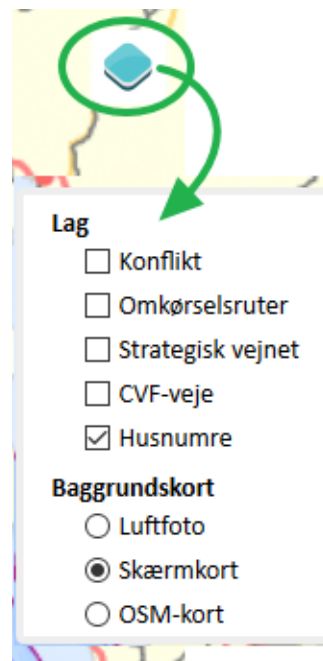 Lag
Konflikt
Omkørselsruter
Strategisk vejnet
CVF-veje
Husnumre
Baggrundskort
Luftfoto
Skærmkort
OSM-kort